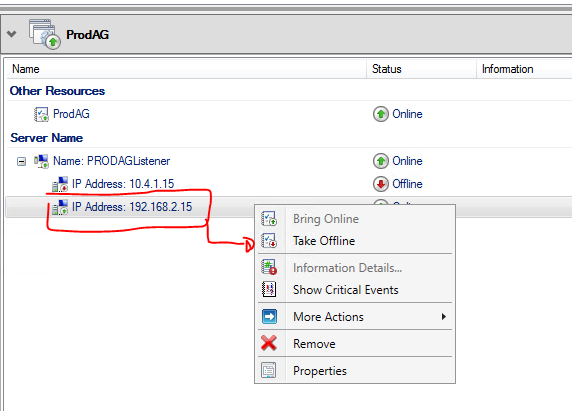 ProdAG
Name Status Information
Other Resources
ProdAG Online
Server Name
Name: PRODAGListener Online
IP Address: 10.4.1.15 Offline
IP Address: 192.168.2.15
Bring Online
Take Offline
Information Details...
Show Critical Events
More Actions
Remove
Properties